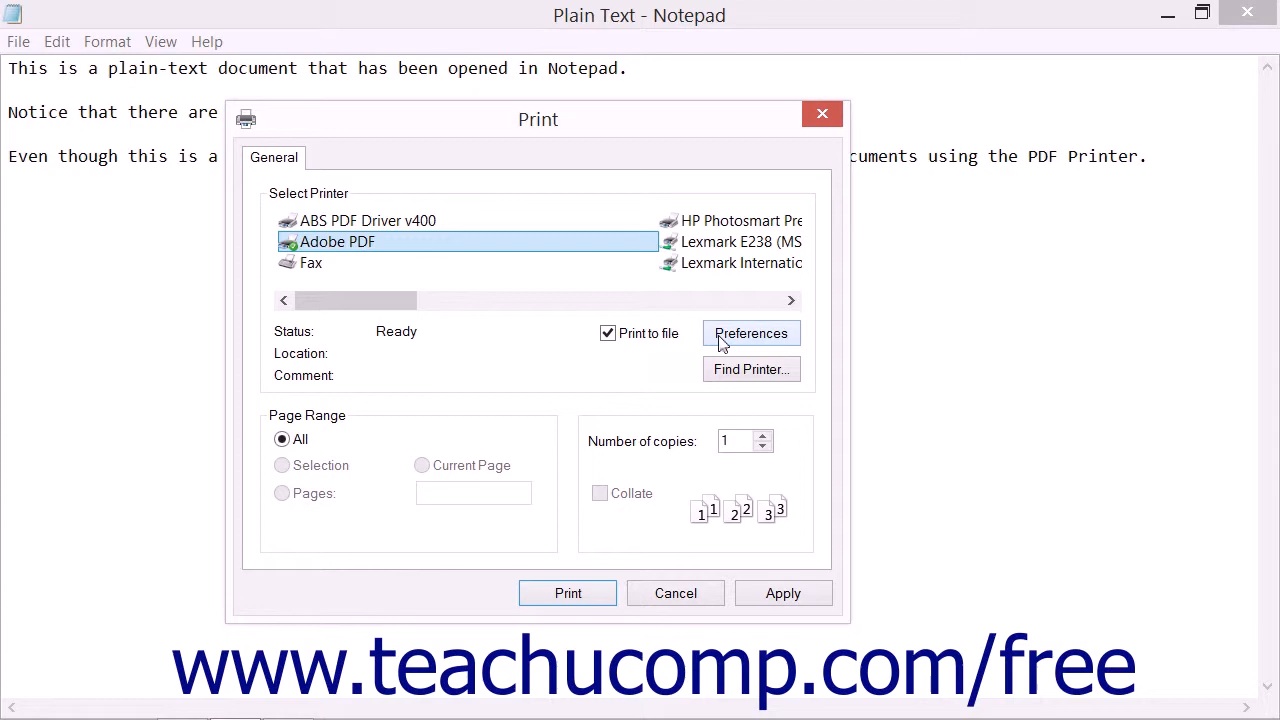 Plain Text - Notepad
File Edit Format View Help
This is a plain-text document that has been opened in Notepad.
Notice that there are
Print
Even though this is a
cuments using the PDF Printer.
General
Select Printer
ABS PDF Driver v400
HP Photosmart Pre
Adobe PDF
Lexmark E238 (MS
Fax
Lexmark Internatio
Status: Ready
Print to file
Preferences
Location:
Find Printer...
Comment:
Page Range
All
Number of copies: 1
Selection
Current Page
Pages:
Collate
1 1 2 2 3 3
Print
Cancel
Apply
www.teachucomp.com/free